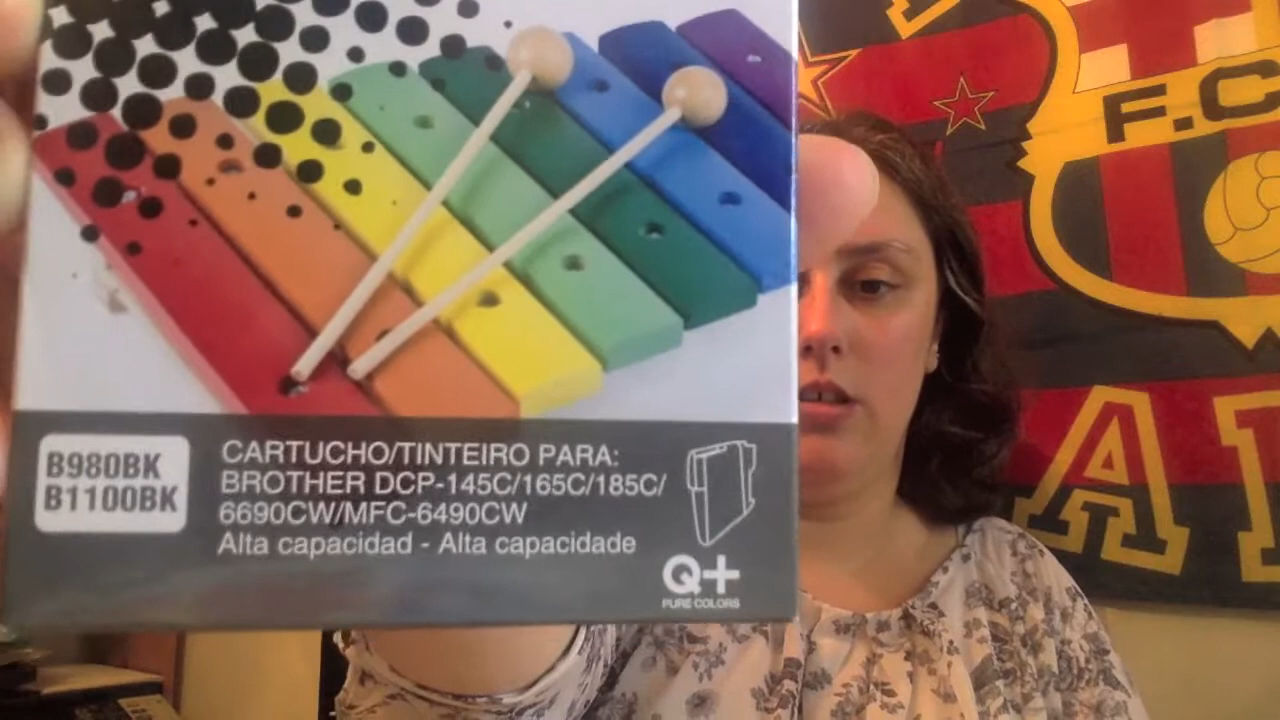 F.C
A
B980BK
B1100BK
CARTUCHO/TINTEIRO PARA:
BROTHER DCP-145C/165C/185C/
6690CW/MFC-6490CW
Alta capacidad - Alta capacidade
Q+
PURE COLORS